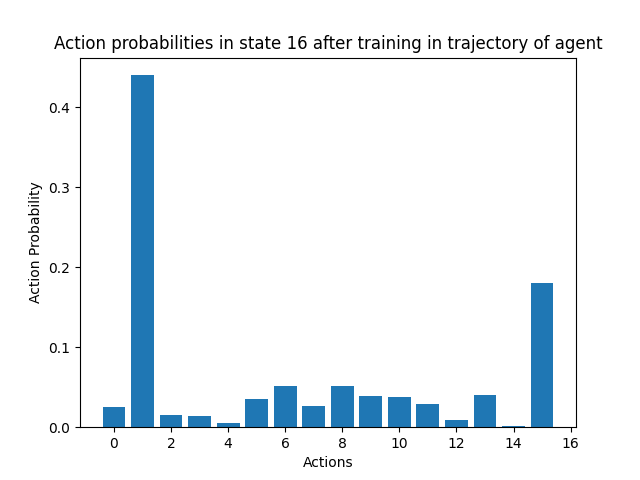 Action probabilities in state 16 after training in trajectory of agent
0.4
0.3
0.2
0.1
0.0
Action Probability
0 2 4 6 8 10 12 14 16
Actions